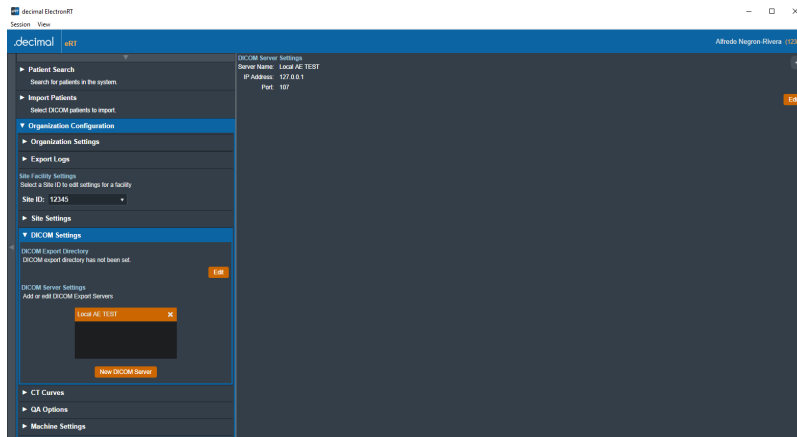 decimal ElectronRT
Session View
.decimal eRT
Alfredo Negron-Rivera (123
Patient Search
Search for patients in the system.
Import Patients
Select DICOM patients to import.
Organization Configuration
Organization Settings
Export Logs
Site Facility Settings
Select a Site ID to edit settings for a facility
Site ID: 12345
Site Settings
DICOM Settings
DICOM Export Directory
DICOM export directory has not been set.
Edit
DICOM Server Settings
Add or edit DICOM Export Servers
Local AE TEST
New DICOM Server
CT Curves
QA Options
Machine Settings
DICOM Server Settings
Server Name: Local AE TEST
IP Address: 127.0.0.1
Port: 107
Edi